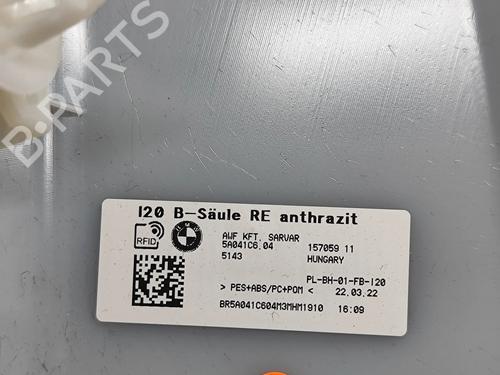 B-PARTS
I20 B-Säule RE anthrazit
RFID
BMW
AWF KFT. SARVAR
5A041C6.04 157059 11
5143 HUNGARY
PL-BH-01-FB-I20
> PES+ABS/PC+POM < 22.03.22
BR5A041C604M3MHM1910 16:09